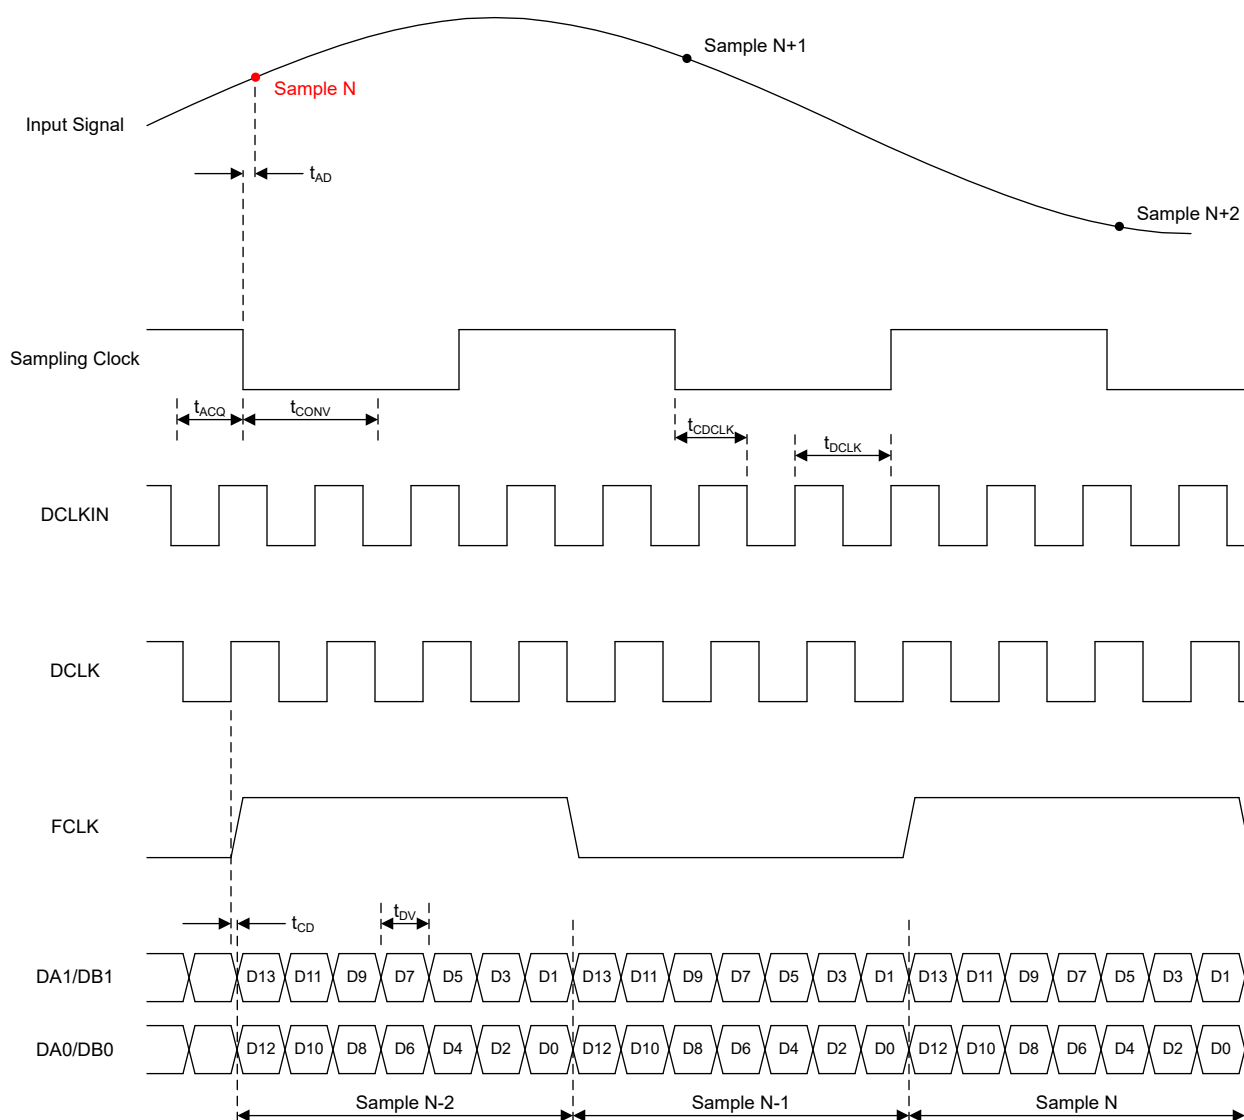 Sample N+1
Sample N
Input Signal
tAD
Sample N+2
Sampling Clock
tACQ
tCONV
tCDCLK
tDCLK
DCLKIN
DCLK
FCLK
tCD
tDV
DA1/DB1 D13 D11 D9 D7 D5 D3 D1 D13 D11 D9 D7 D5 D3 D1 D13 D11 D9 D7 D5 D3 D1
DA0/DB0 D12 D10 D8 D6 D4 D2 D0 D12 D10 D8 D6 D4 D2 D0 D12 D10 D8 D6 D4 D2 D0
Sample N-2 Sample N-1 Sample N